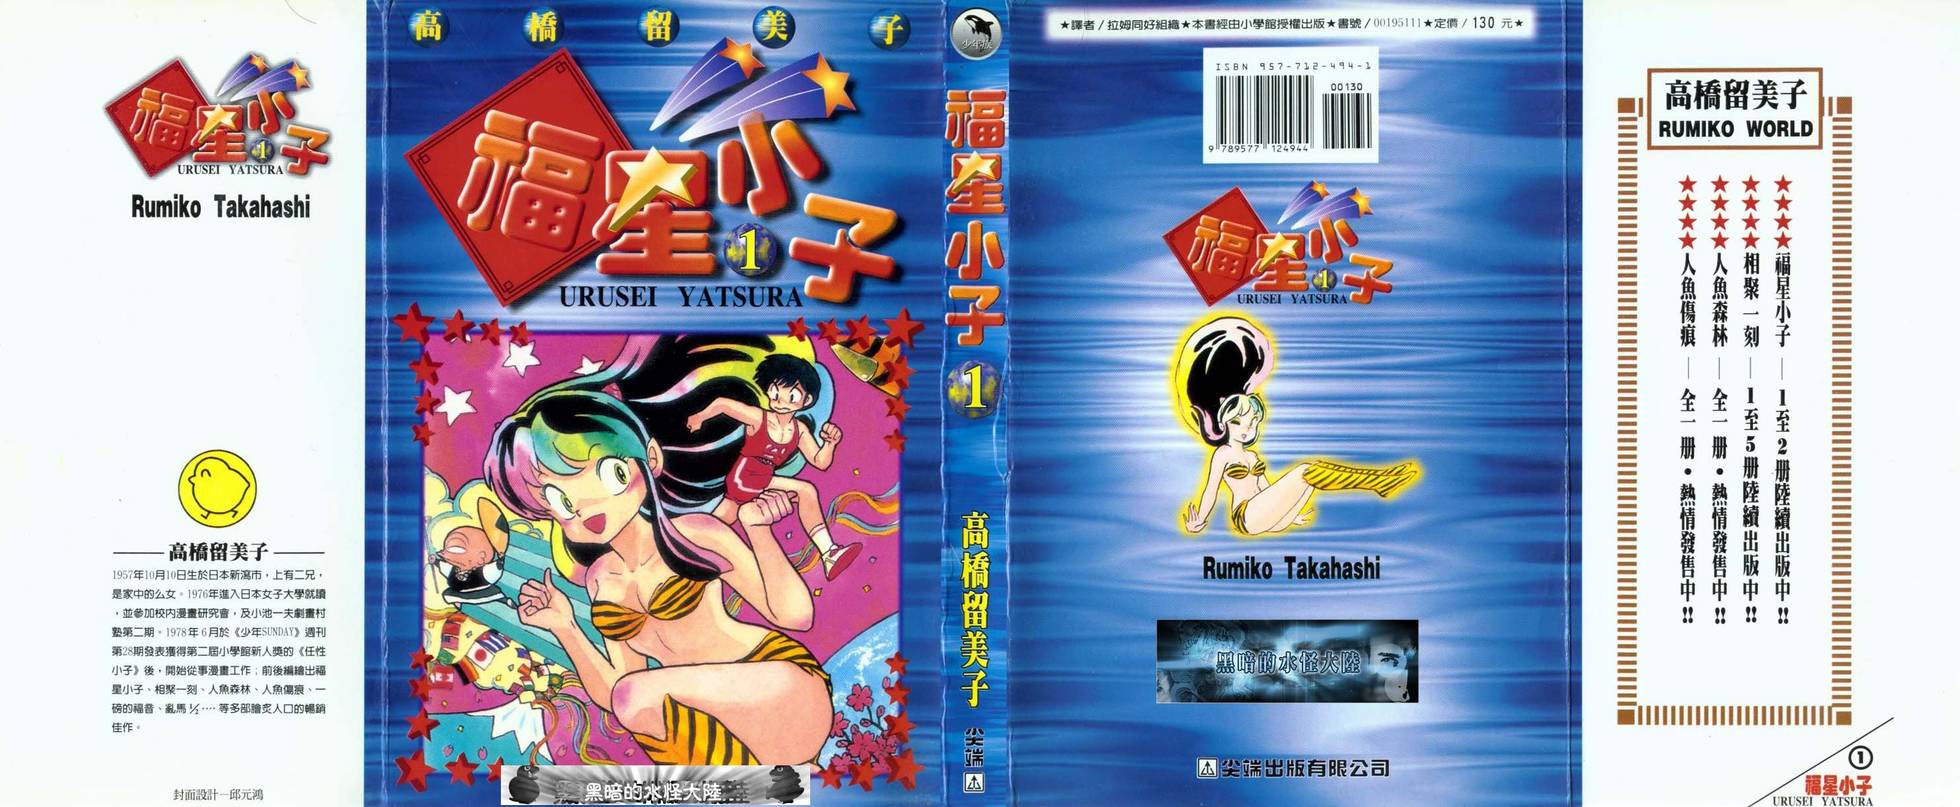 福星小子
1
URUSEI YATSURA
Rumiko Takahashi
高橋留美子
1957年10月10日生於日本新瀉市，上有二兄，
是家中的么女。1976年進入日本女子大學就讀
，並參加校內漫畫研究會，及小池一夫劇畫村
塾第二期。1978年6月於《少年SUNDAY》週刊
第28期發表獲得第二屆小學館新人獎的《任性
小子》後，開始從事漫畫工作；前後編繪出福
星小子、相聚一刻、人魚森林、人魚傷痕、一
磅的福音、亂馬½‥‥等多部膾炙人口的暢銷
佳作。
封面設計－邱元鴻
高橋留美子
福星小子
1
URUSEI YATSURA
黑暗的水怪大陸
少年族
福星小子
1
高橋留美子
尖端
★譯者／拉姆同好組織★本書經由小學館授權出版★書號／00195111★定價／130 元★
ISBN 957-712-494-1
00130
9 789577 124944
福星小子
1
URUSEI YATSURA
Rumiko Takahashi
黑暗的水怪大陸
尖端出版有限公司
高橋留美子
RUMIKO WORLD
★★★★福星小子－1至2冊陸續出版中!!
★★★★相聚一刻－1至5冊陸續出版中!!
★★★★人魚森林－全一冊・熱情發售中!!
★★★★人魚傷痕－全一冊・熱情發售中!!
①
福星小子
URUSEI YATSURA